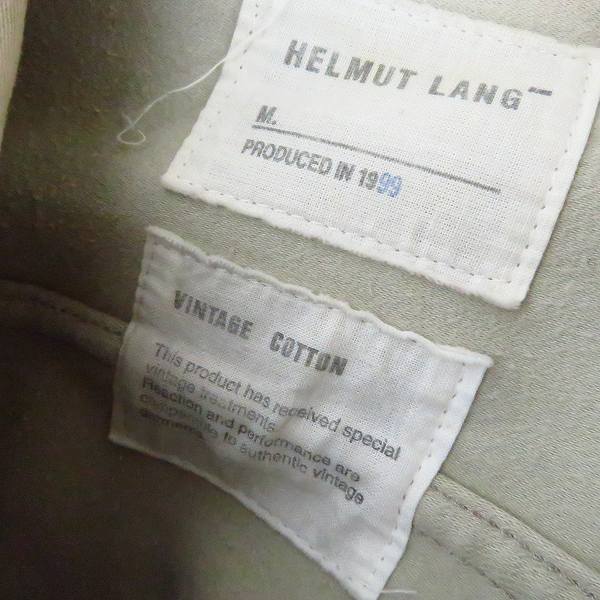 HELMUT LANG
M.
PRODUCED IN 1999
VINTAGE COTTON
This product has received special
vintage treatments.
Reaction and Performance are
comparable to authentic vintage
garments.